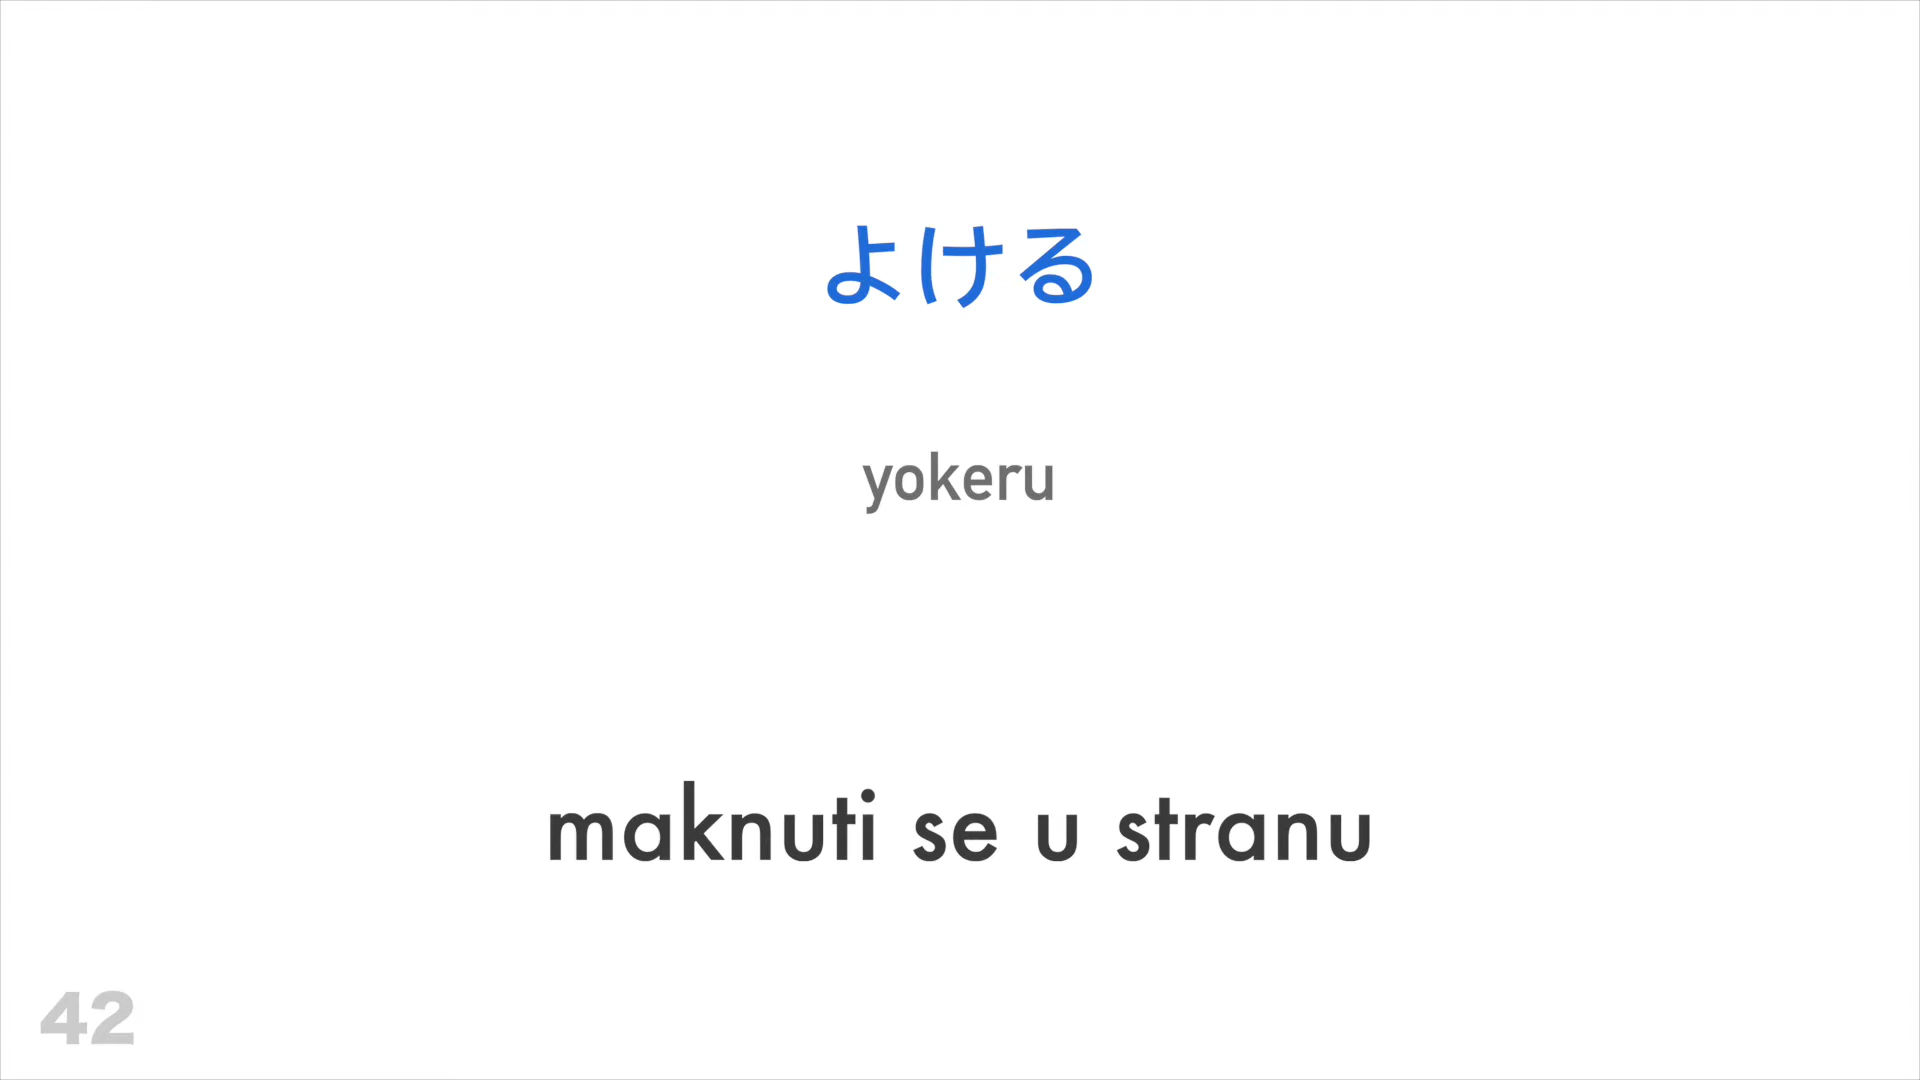 よける
yokeru
maknuti se u stranu
42